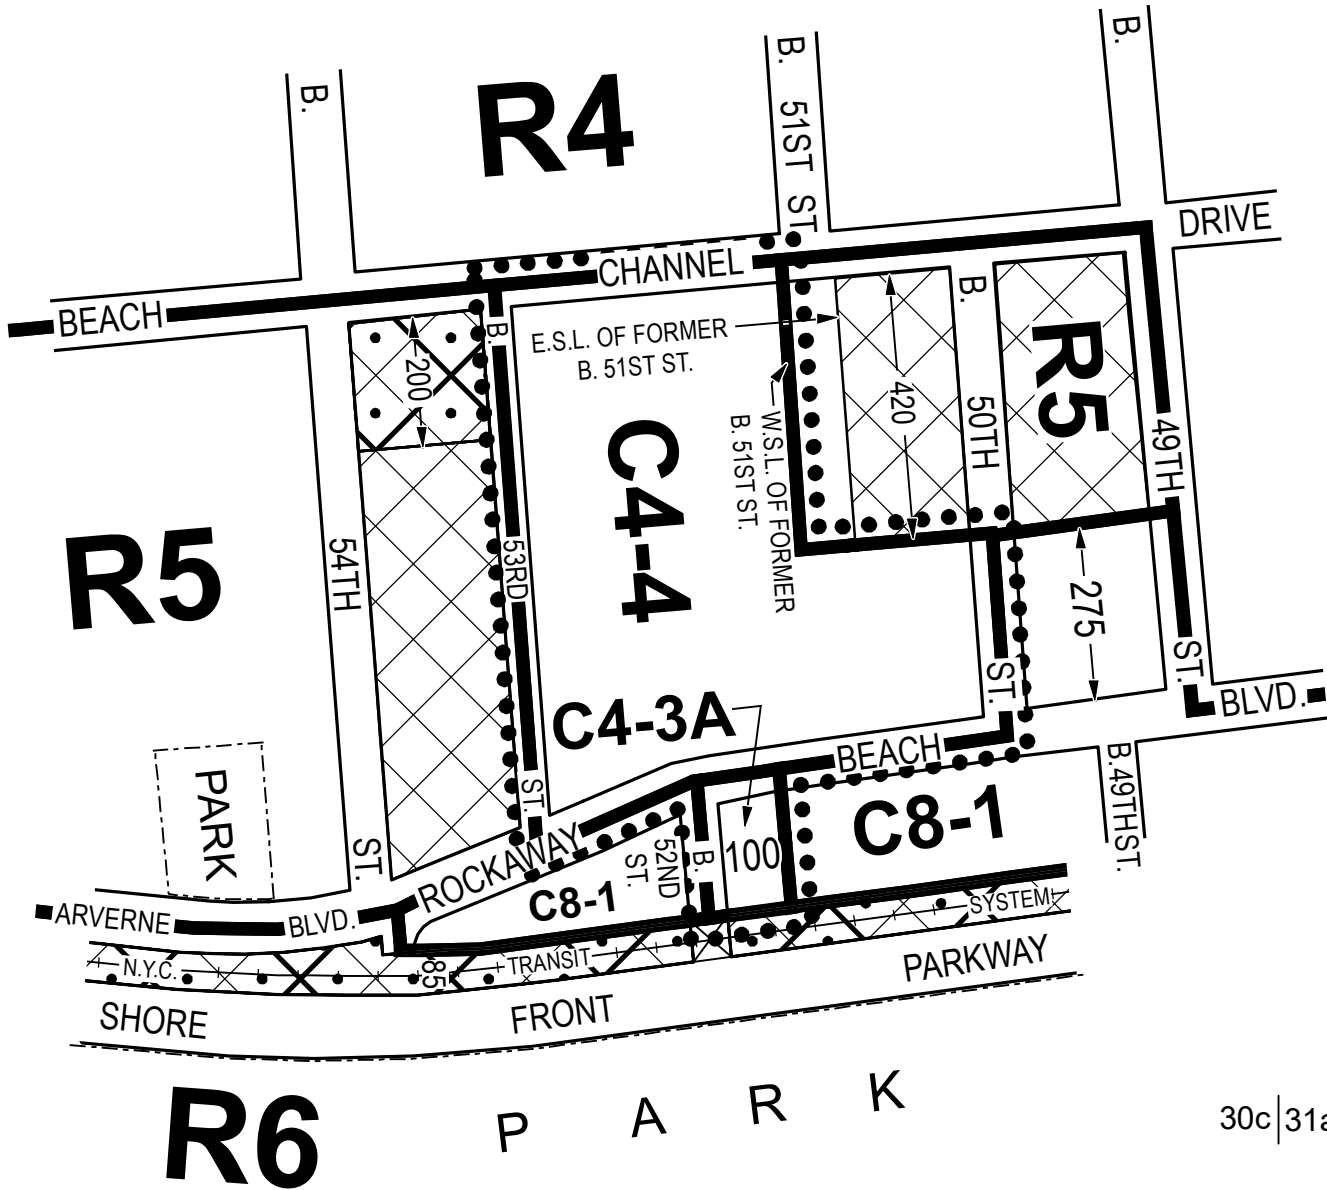 B.
B.
51ST
ST.
B.
R4
DRIVE
CHANNEL
BEACH
B.
E.S.L. OF FORMER
B. 51ST ST.
B.
200
420
50TH
R5
49TH
W.S.L. OF FORMER
B. 51ST ST.
C4-4
R5
54TH
53RD
275
ST.
ST.
BLVD.
C4-3A
BEACH
PARK
ST.
B.49THST.
C8-1
100
ROCKAWAY
52ND
ST.
B.
ST.
C8-1
ARVERNE
BLVD.
SYSTEM
N.Y.C.
85
TRANSIT
PARKWAY
SHORE
FRONT
R6
P A R K
30c
31a